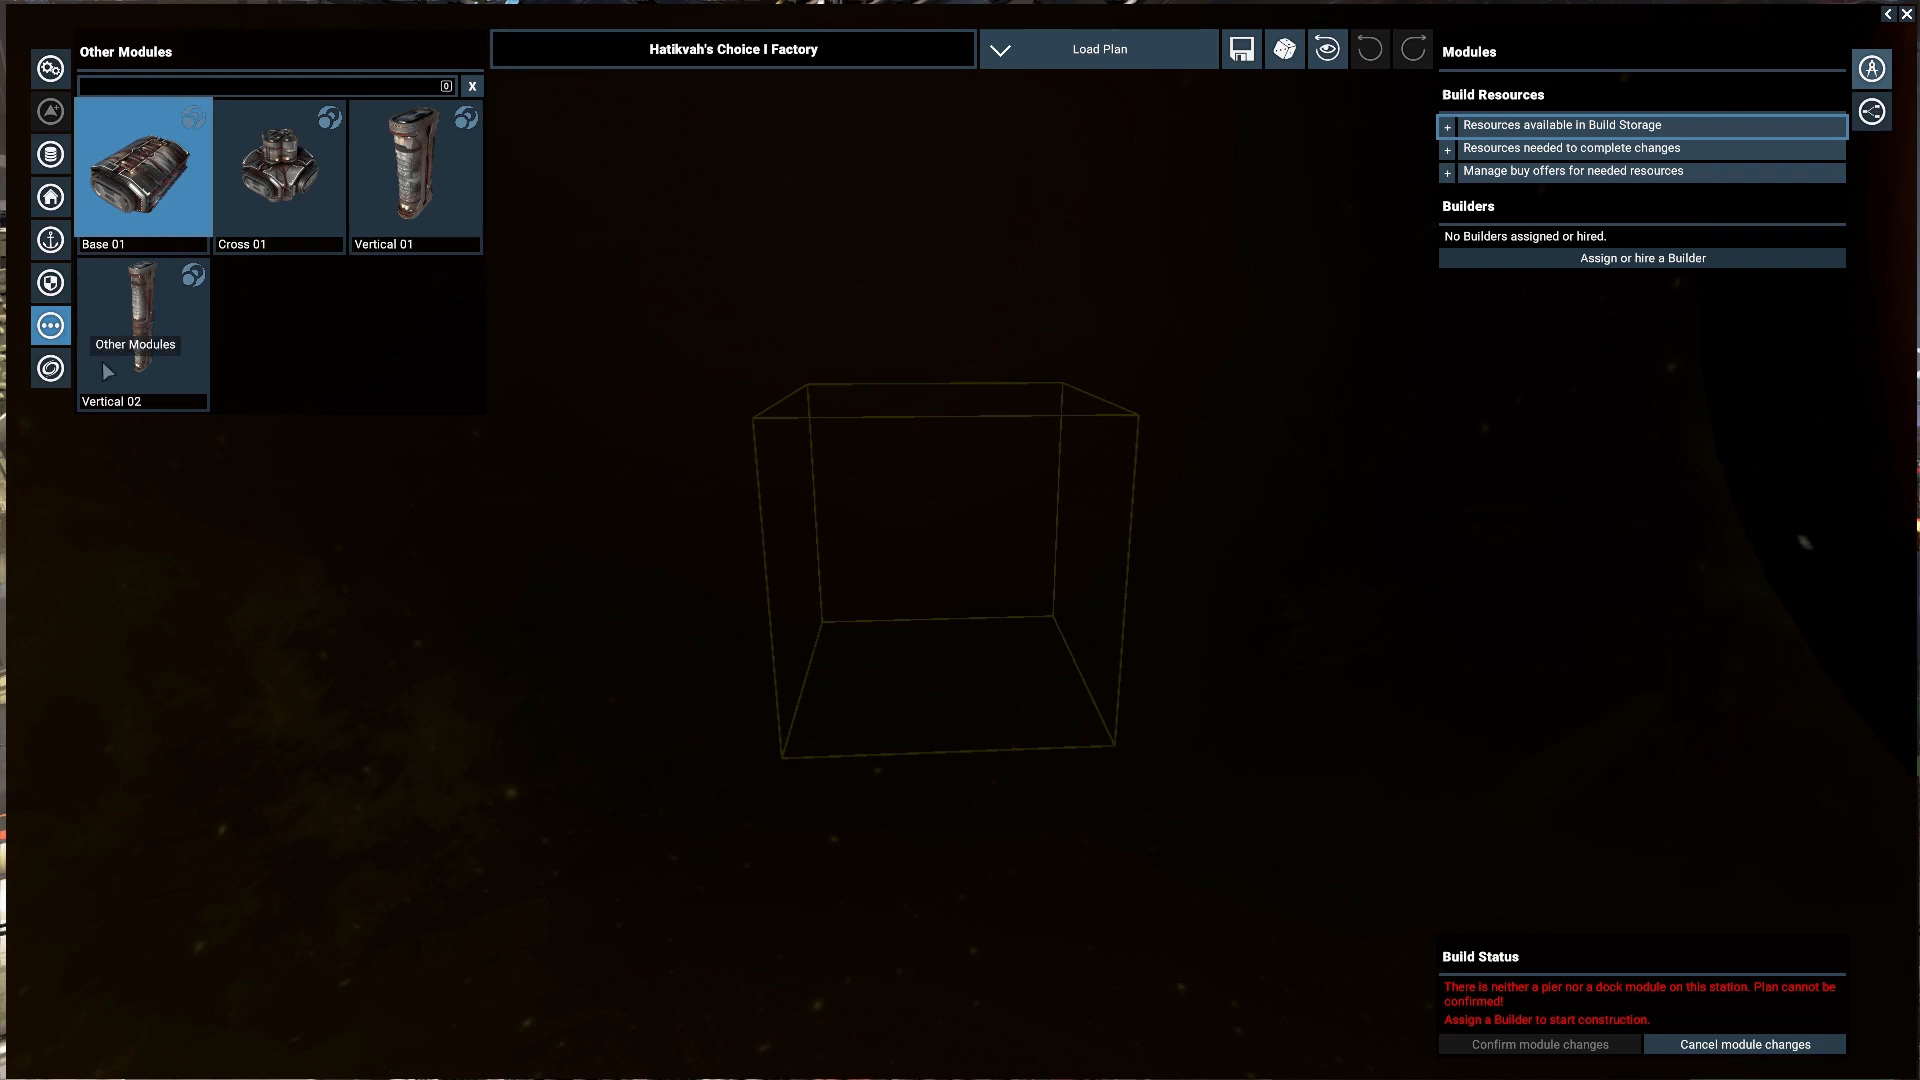 Other Modules
0
X
Base 01
Cross 01
Vertical 01
Other Modules
Vertical 02
Hatikvah's Choice I Factory
Load Plan
Modules
Build Resources
+ Resources available in Build Storage
+ Resources needed to complete changes
+ Manage buy offers for needed resources
Builders
No Builders assigned or hired.
Assign or hire a Builder
Build Status
There is neither a pier nor a dock module on this station. Plan cannot be
confirmed!
Assign a Builder to start construction.
Confirm module changes
Cancel module changes